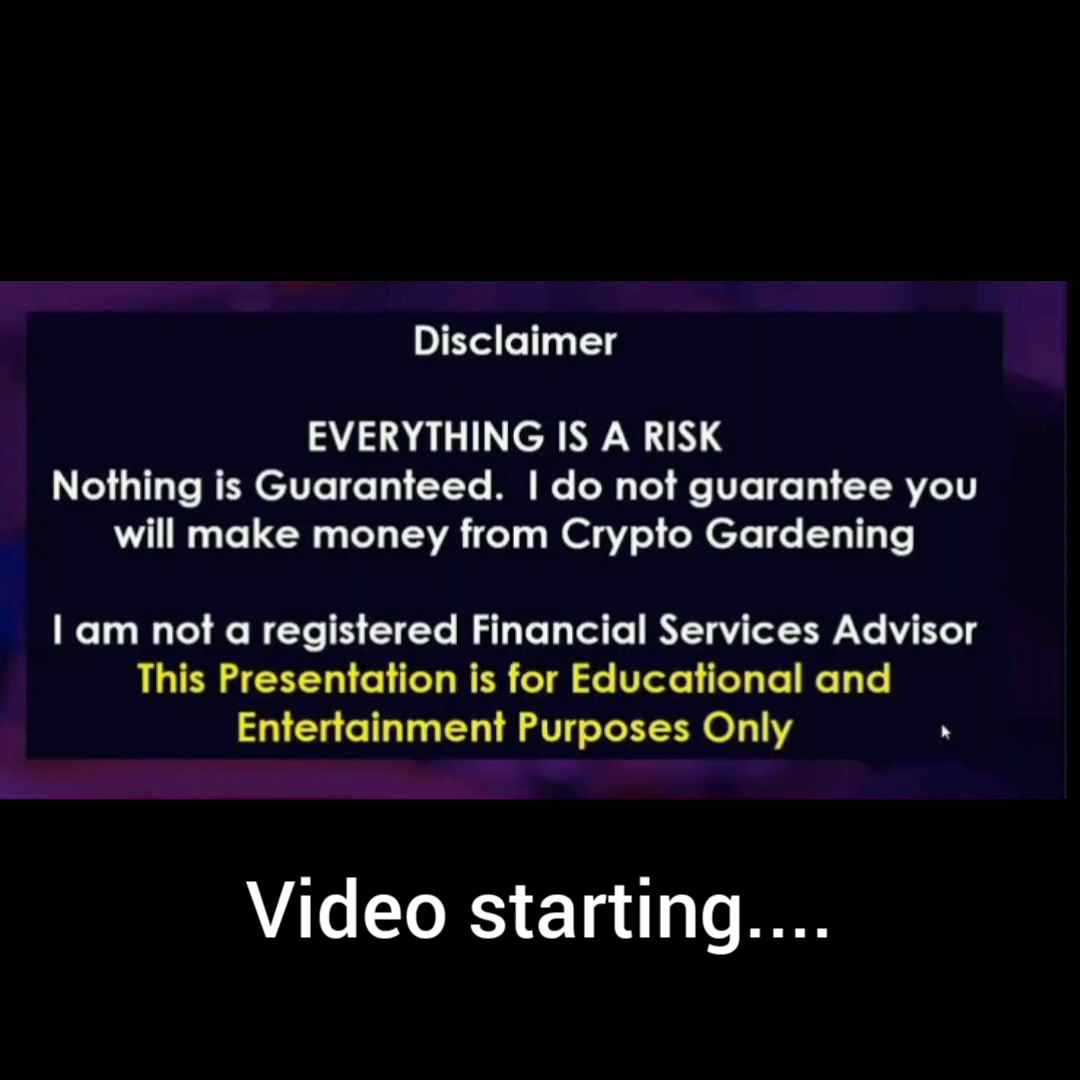 Disclaimer
EVERYTHING IS A RISK
Nothing is Guaranteed.  I do not guarantee you
will make money from Crypto Gardening
I am not a registered Financial Services Advisor
This Presentation is for Educational and
Entertainment Purposes Only
Video starting....